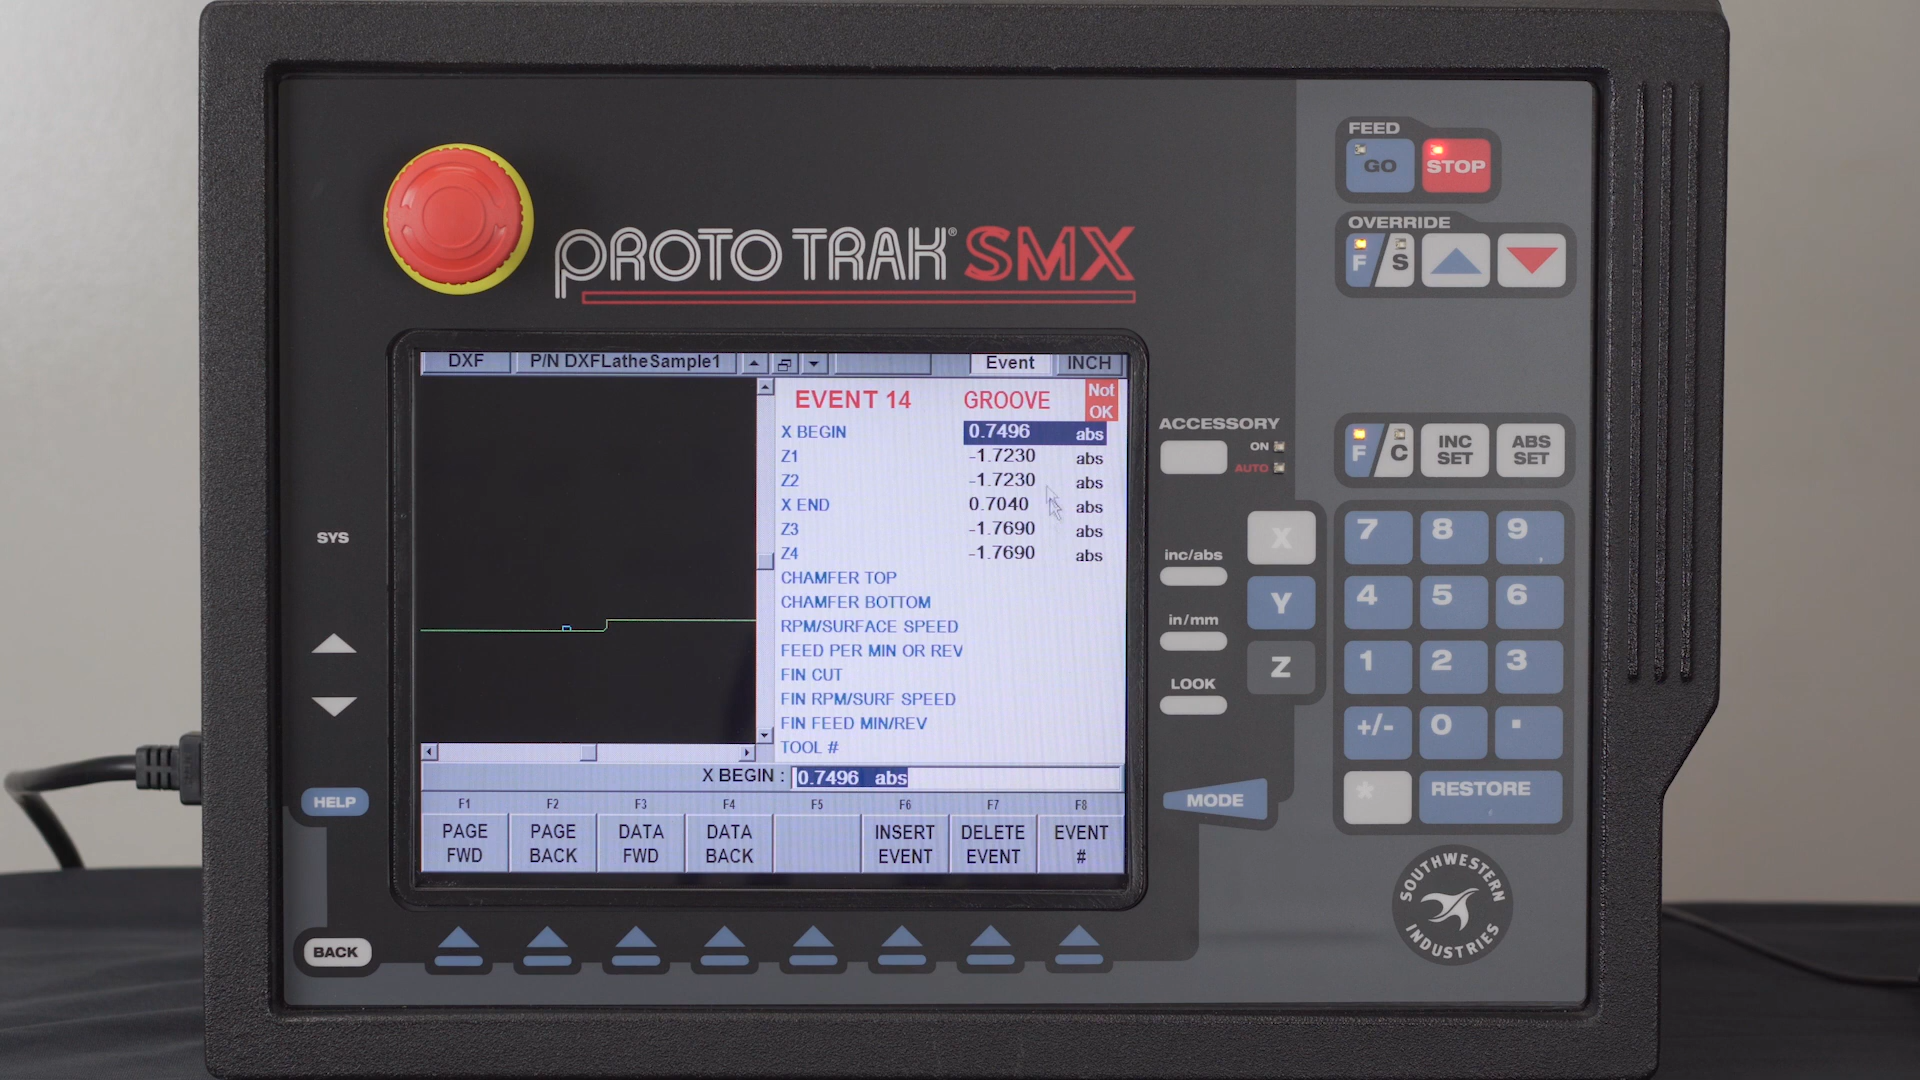 FEED
GO STOP
OVERRIDE
F S
PROTO TRAK® SMX
DXF P/N DXFLatheSample1 Event INCH
EVENT 14 GROOVE Not OK
X BEGIN 0.7496 abs
Z1 -1.7230 abs
Z2 -1.7230 abs
X END 0.7040 abs
Z3 -1.7690 abs
Z4 -1.7690 abs
CHAMFER TOP
CHAMFER BOTTOM
RPM/SURFACE SPEED
FEED PER MIN OR REV
FIN CUT
FIN RPM/SURF SPEED
FIN FEED MIN/REV
TOOL #
X BEGIN : 0.7496 abs
F1 F2 F3 F4 F5 F6 F7 F8
PAGE FWD
PAGE BACK
DATA FWD
DATA BACK
INSERT EVENT
DELETE EVENT
EVENT #
SYS
HELP
BACK
ACCESSORY
ON
AUTO
inc/abs
in/mm
LOOK
MODE
F C
INC SET
ABS SET
X
Y
Z
7 8 9
4 5 6
1 2 3
+/- 0 .
* RESTORE
SOUTHWESTERN
INDUSTRIES